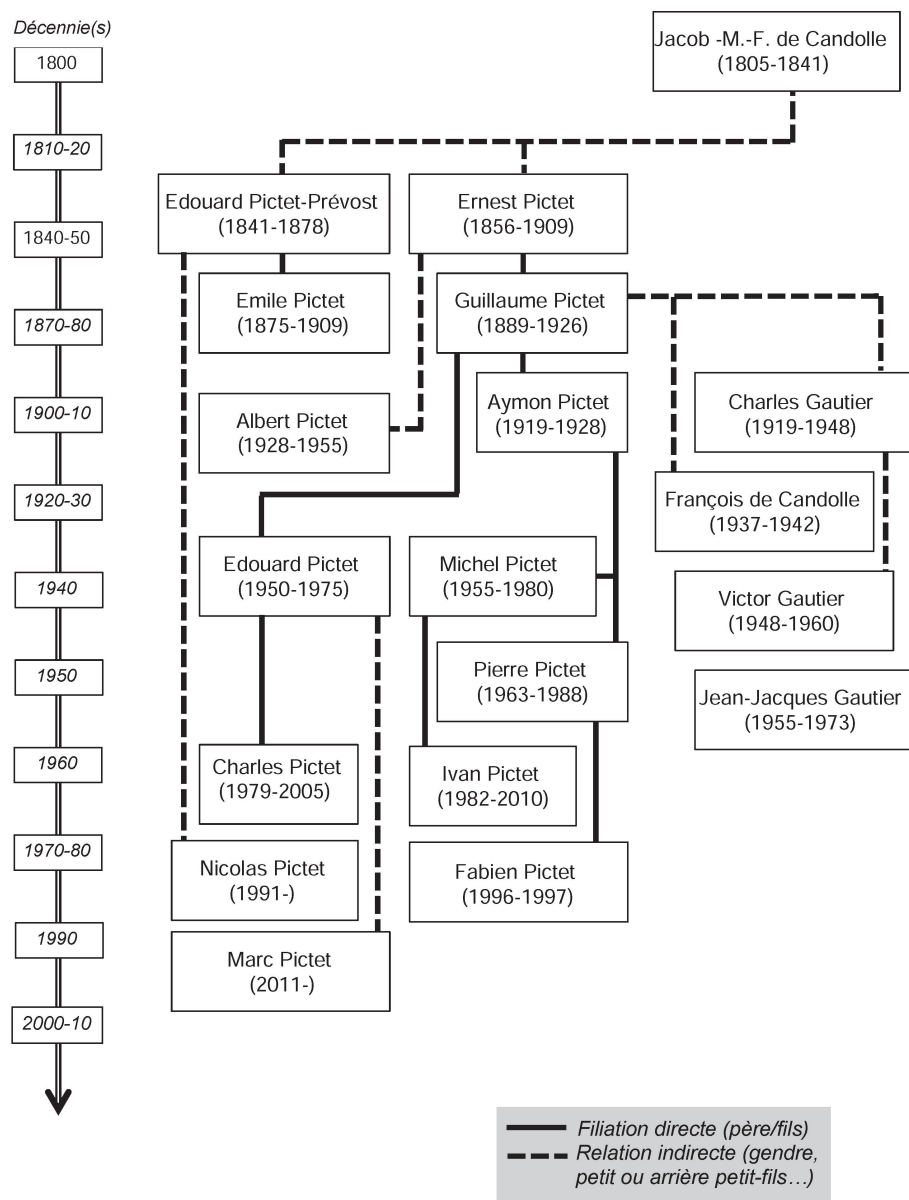 Décennie(s)
1800
1810-20
1840-50
1870-80
1900-10
1920-30
1940
1950
1960
1970-80
1990
2000-10
Jacob -M.-F. de Candolle
(1805-1841)
Edouard Pictet-Prévost
(1841-1878)
Ernest Pictet
(1856-1909)
Emile Pictet
(1875-1909)
Guillaume Pictet
(1889-1926)
Albert Pictet
(1928-1955)
Aymon Pictet
(1919-1928)
Charles Gautier
(1919-1948)
François de Candolle
(1937-1942)
Edouard Pictet
(1950-1975)
Michel Pictet
(1955-1980)
Victor Gautier
(1948-1960)
Pierre Pictet
(1963-1988)
Jean-Jacques Gautier
(1955-1973)
Charles Pictet
(1979-2005)
Ivan Pictet
(1982-2010)
Nicolas Pictet
(1991-)
Fabien Pictet
(1996-1997)
Marc Pictet
(2011-)
Filiation directe (père/fils)
Relation indirecte (gendre,
petit ou arrière petit-fils…)